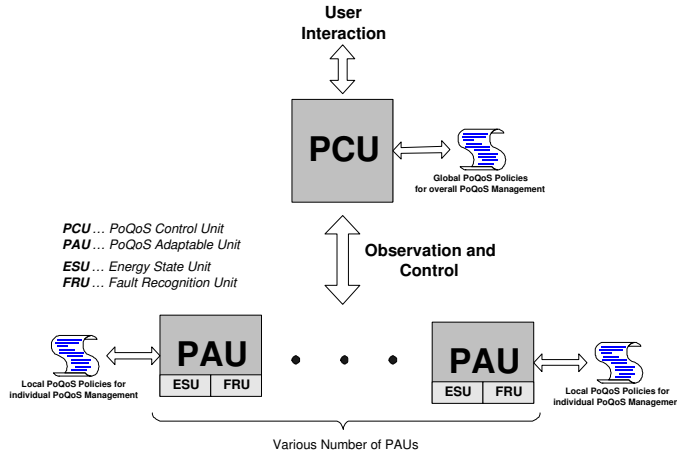 User
Interaction
PCU
Global PoQoS Policies
for overall PoQoS Management
PCU ... PoQoS Control Unit
PAU ... PoQoS Adaptable Unit
ESU ... Energy State Unit
FRU ... Fault Recognition Unit
Observation and
Control
PAU
ESU FRU
Local PoQoS Policies for
individual PoQoS Management
PAU
ESU FRU
Local PoQoS Policies for
individual PoQoS Managemen
Various Number of PAUs